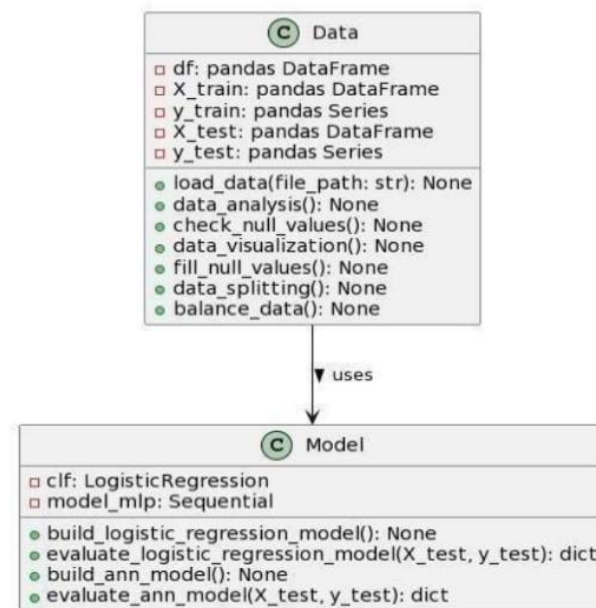 C Data
df: pandas DataFrame
X_train: pandas DataFrame
y_train: pandas Series
X_test: pandas DataFrame
y_test: pandas Series
load_data(file_path: str): None
data_analysis(): None
check_null_values(): None
data_visualization(): None
fill_null_values(): None
data_splitting(): None
balance_data(): None
uses
C Model
clf: LogisticRegression
model_mlp: Sequential
build_logistic_regression_model(): None
evaluate_logistic_regression_model(X_test, y_test): dict
build_ann_model(): None
evaluate_ann_model(X_test, y_test): dict